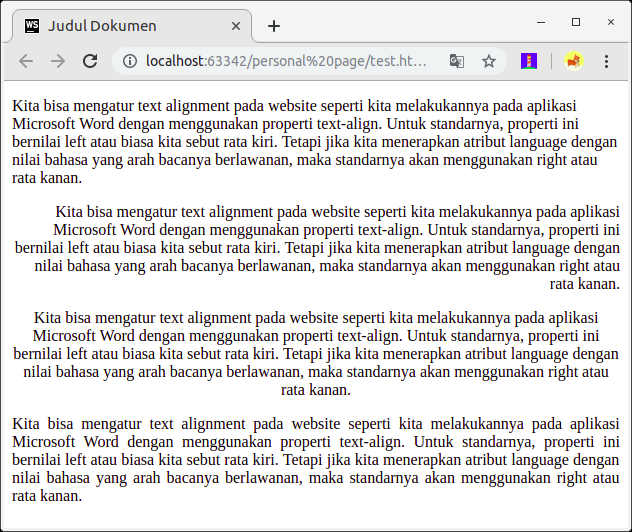 WS Judul Dokumen
localhost:63342/personal%20page/test.ht...
Kita bisa mengatur text alignment pada website seperti kita melakukannya pada aplikasi
Microsoft Word dengan menggunakan properti text-align. Untuk standarnya, properti ini
bernilai left atau biasa kita sebut rata kiri. Tetapi jika kita menerapkan atribut language dengan
nilai bahasa yang arah bacanya berlawanan, maka standarnya akan menggunakan right atau
rata kanan.
Kita bisa mengatur text alignment pada website seperti kita melakukannya pada aplikasi
Microsoft Word dengan menggunakan properti text-align. Untuk standarnya, properti ini
bernilai left atau biasa kita sebut rata kiri. Tetapi jika kita menerapkan atribut language dengan
nilai bahasa yang arah bacanya berlawanan, maka standarnya akan menggunakan right atau
rata kanan.
Kita bisa mengatur text alignment pada website seperti kita melakukannya pada aplikasi
Microsoft Word dengan menggunakan properti text-align. Untuk standarnya, properti ini
bernilai left atau biasa kita sebut rata kiri. Tetapi jika kita menerapkan atribut language dengan
nilai bahasa yang arah bacanya berlawanan, maka standarnya akan menggunakan right atau
rata kanan.
Kita bisa mengatur text alignment pada website seperti kita melakukannya pada aplikasi
Microsoft Word dengan menggunakan properti text-align. Untuk standarnya, properti ini
bernilai left atau biasa kita sebut rata kiri. Tetapi jika kita menerapkan atribut language dengan
nilai bahasa yang arah bacanya berlawanan, maka standarnya akan menggunakan right atau
rata kanan.